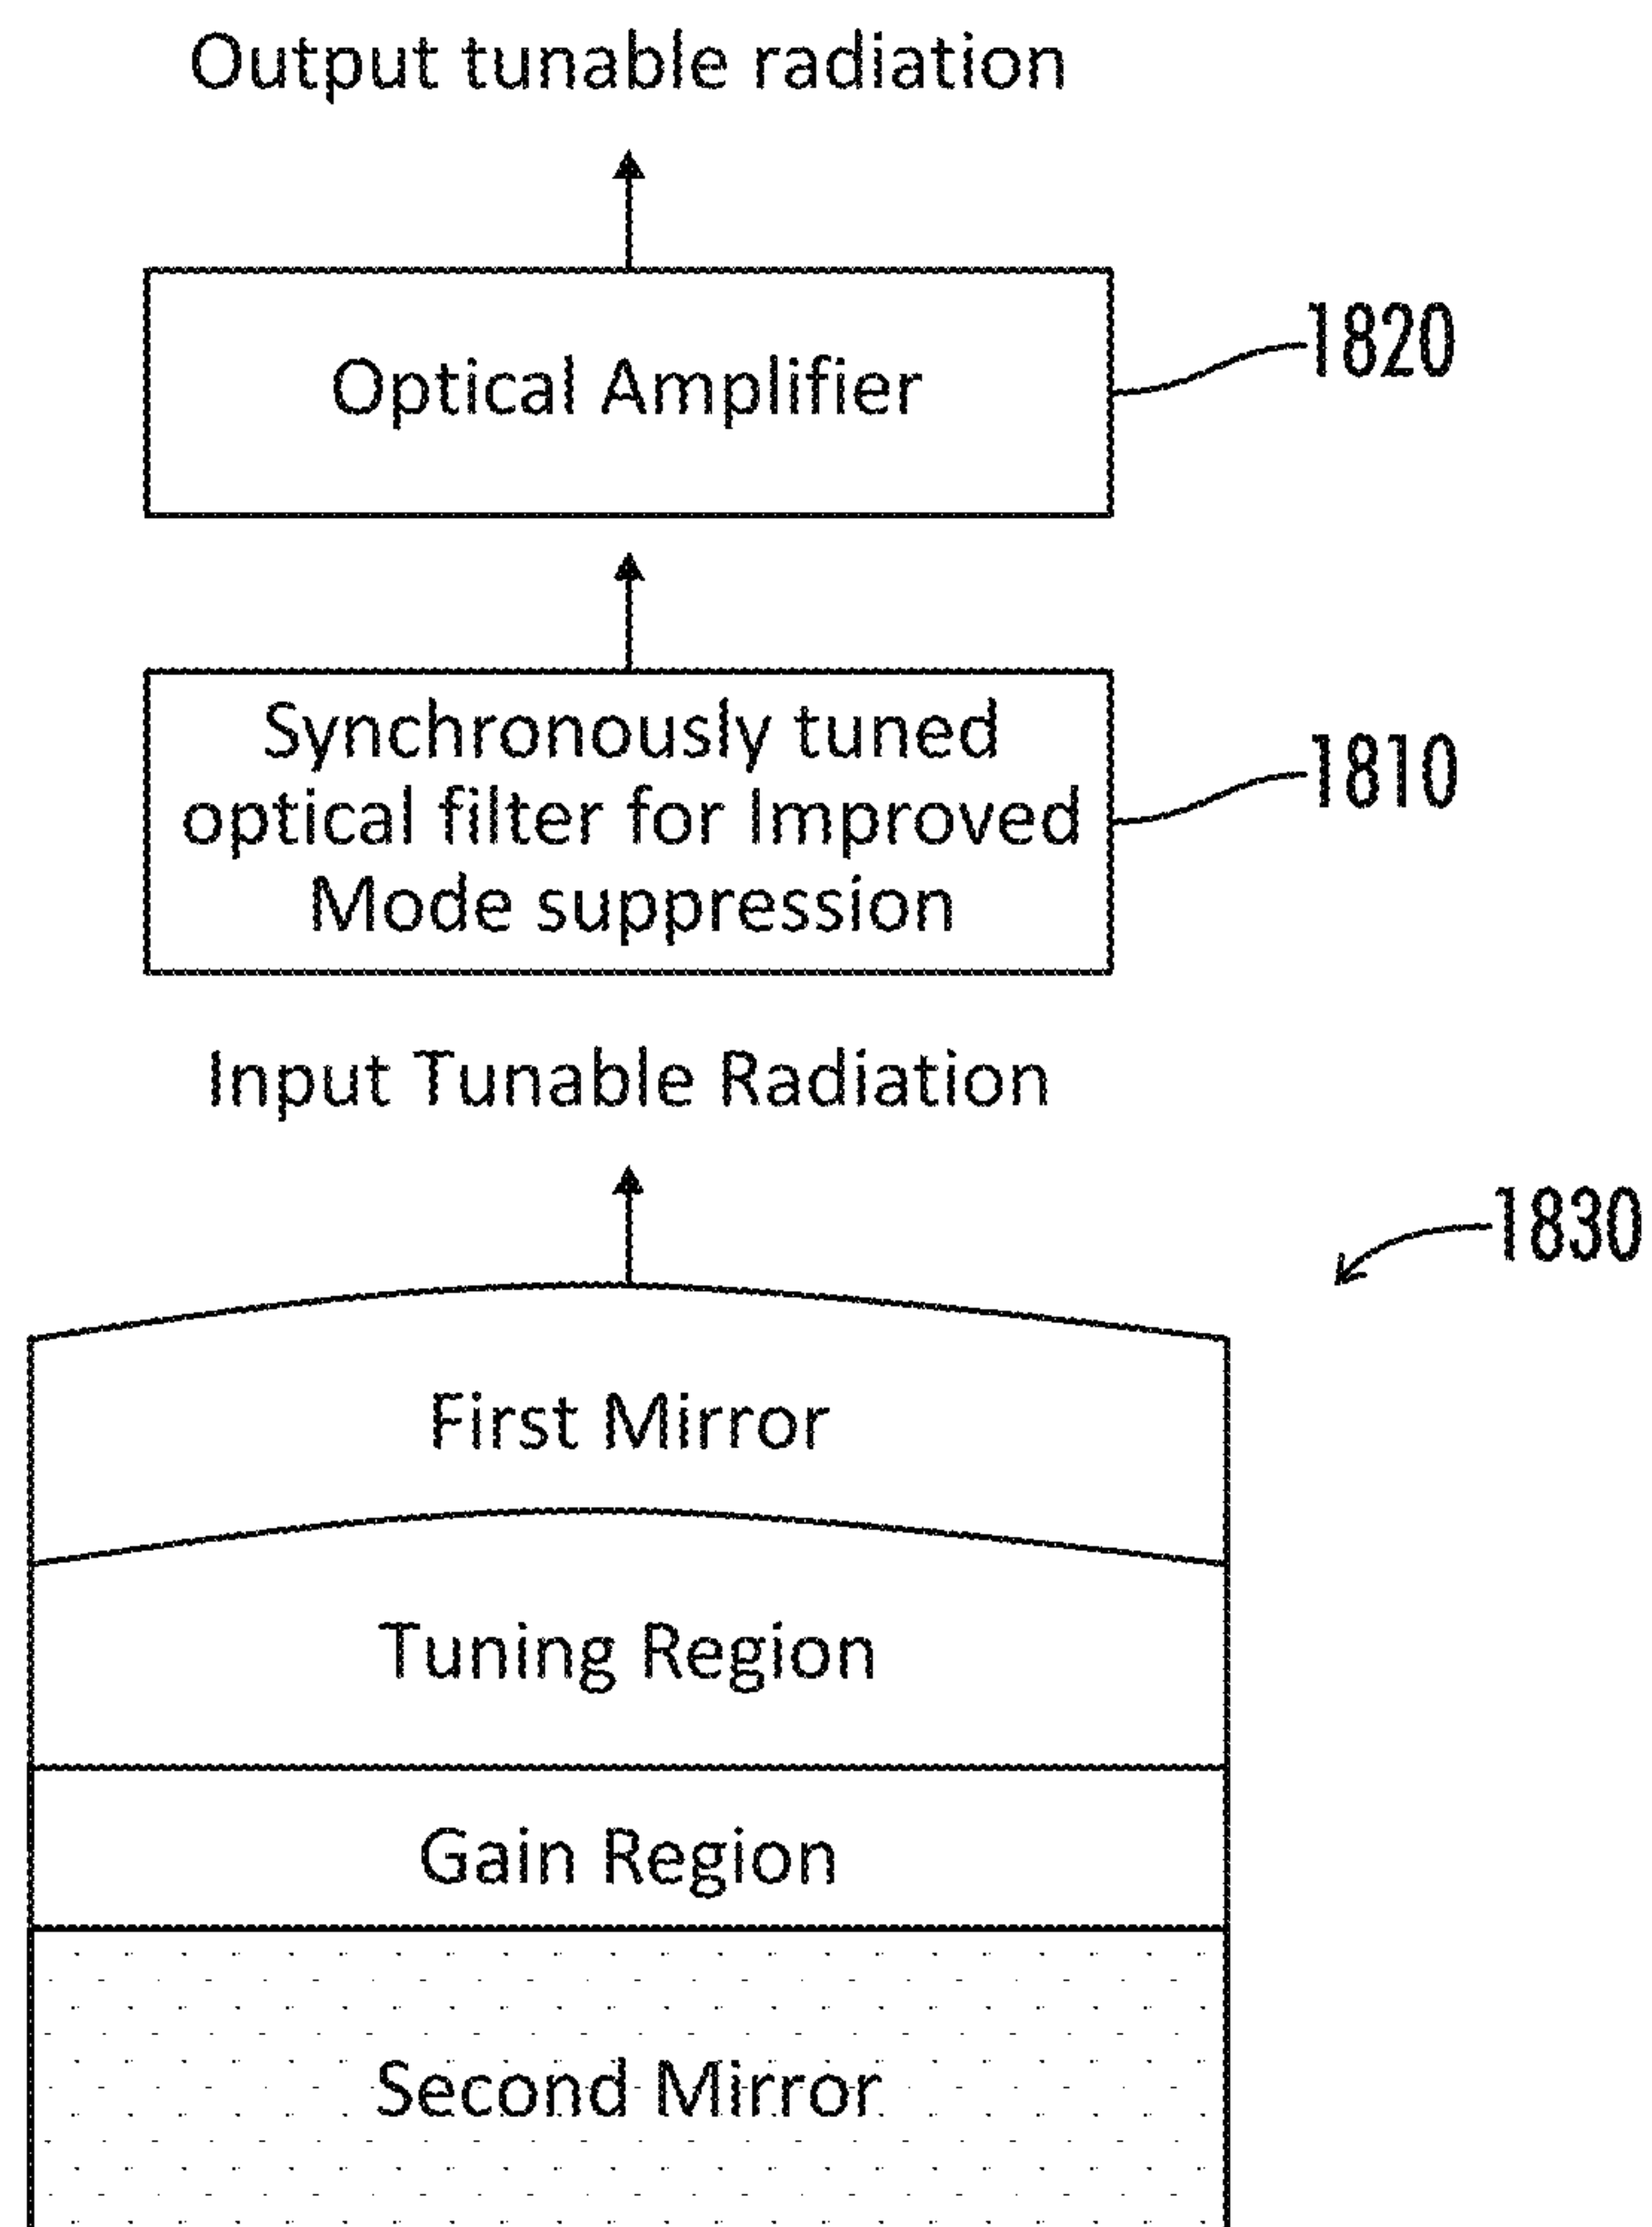 Output tunable radiation
Optical Amplifier
1820
Synchronously tuned
optical filter for Improved
Mode suppression
1810
Input Tunable Radiation
1830
First Mirror
Tuning Region
Gain Region
Second Mirror